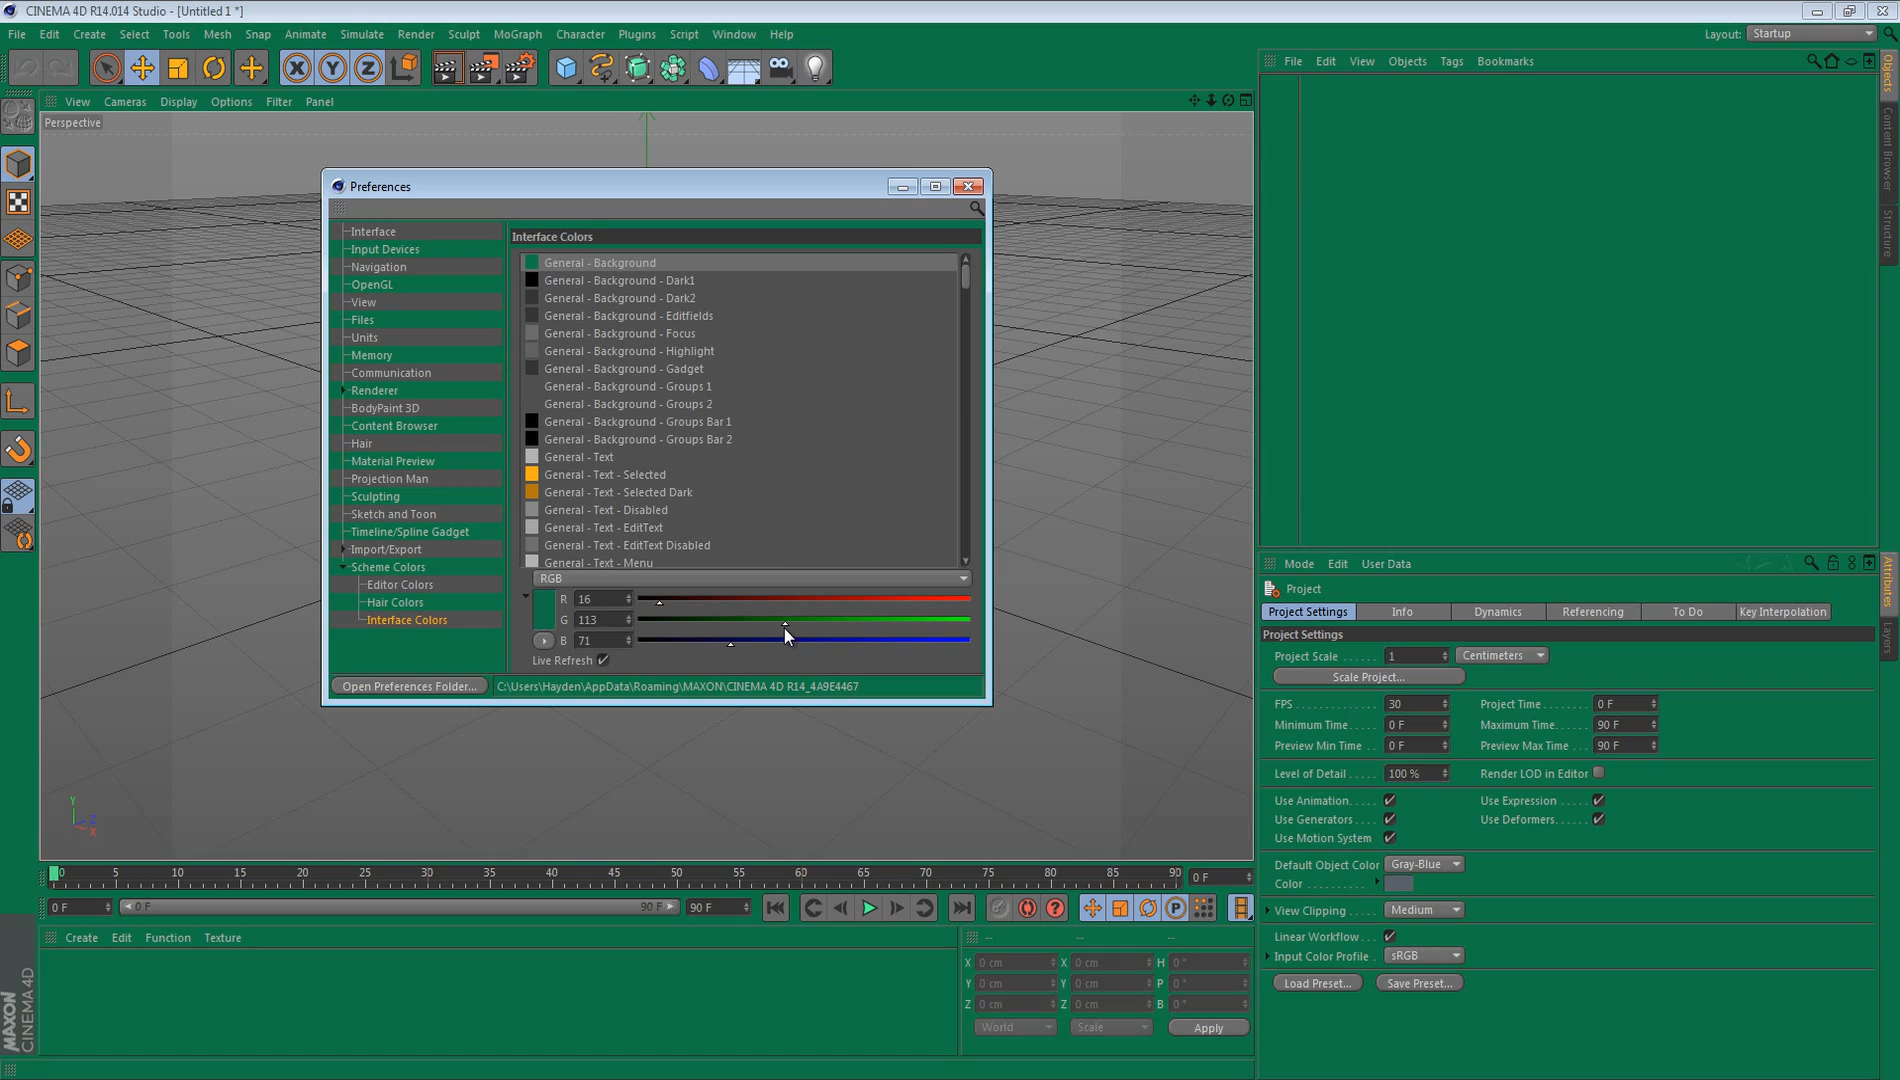 CINEMA 4D R14.014 Studio - [Untitled 1 *]
File Edit Create Select Tools Mesh Snap Animate Simulate Render Sculpt MoGraph Character Plugins Script Window Help
Layout: Startup
X Y Z
View Cameras Display Options Filter Panel
Perspective
File Edit View Objects Tags Bookmarks
Objects
Content Browser
Structure
Preferences
Interface
Input Devices
Navigation
OpenGL
View
Files
Units
Memory
Communication
Renderer
BodyPaint 3D
Content Browser
Hair
Material Preview
Projection Man
Sculpting
Sketch and Toon
Timeline/Spline Gadget
Import/Export
Scheme Colors
Editor Colors
Hair Colors
Interface Colors
Interface Colors
General - Background
General - Background - Dark1
General - Background - Dark2
General - Background - Editfields
General - Background - Focus
General - Background - Highlight
General - Background - Gadget
General - Background - Groups 1
General - Background - Groups 2
General - Background - Groups Bar 1
General - Background - Groups Bar 2
General - Text
General - Text - Selected
General - Text - Selected Dark
General - Text - Disabled
General - Text - EditText
General - Text - EditText Disabled
General - Text - Menu
RGB
R 16
G 113
B 71
Live Refresh
Open Preferences Folder... C:\Users\Hayden\AppData\Roaming\MAXON\CINEMA 4D R14_4A9E4467
Y Z X
Mode Edit User Data
Project
Project Settings Info Dynamics Referencing To Do Key Interpolation
Project Settings
Project Scale ...... 1 Centimeters
Scale Project...
FPS .............. 30 Project Time ....... 0 F
Minimum Time.... 0 F Maximum Time..... 90 F
Preview Min Time .. 0 F Preview Max Time ... 90 F
Level of Detail ..... 100 % Render LOD in Editor
Use Animation..... Use Expression .....
Use Generators.... Use Deformers......
Use Motion System
Default Object Color Gray-Blue
Color ..........
View Clipping ..... Medium
Linear Workflow...
Input Color Profile . sRGB
Load Preset... Save Preset...
Attributes
Layers
0 5 10 15 20 25 30 35 40 45 50 55 60 65 70 75 80 85 90 0 F
0 F 0 F 90 F 90 F
? P
Create Edit Function Texture
-- -- --
X 0 cm X 0 cm H 0 °
Y 0 cm Y 0 cm P 0 °
Z 0 cm Z 0 cm B 0 °
World Scale Apply
MAXON
CINEMA 4D